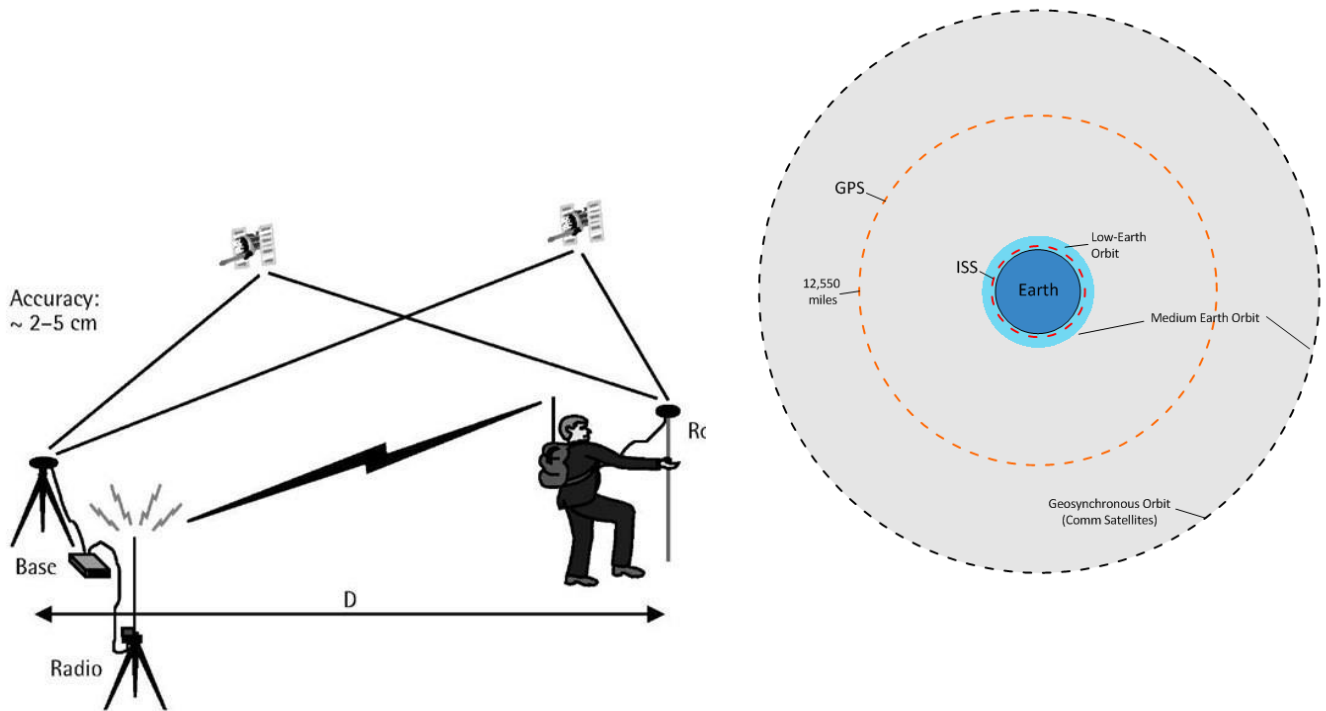 Accuracy:
~ 2–5 cm
Base
D
Radio
GPS
12,550
miles
ISS
Earth
Low-Earth
Orbit
Medium Earth Orbit
Geosynchronous Orbit
(Comm Satellites)